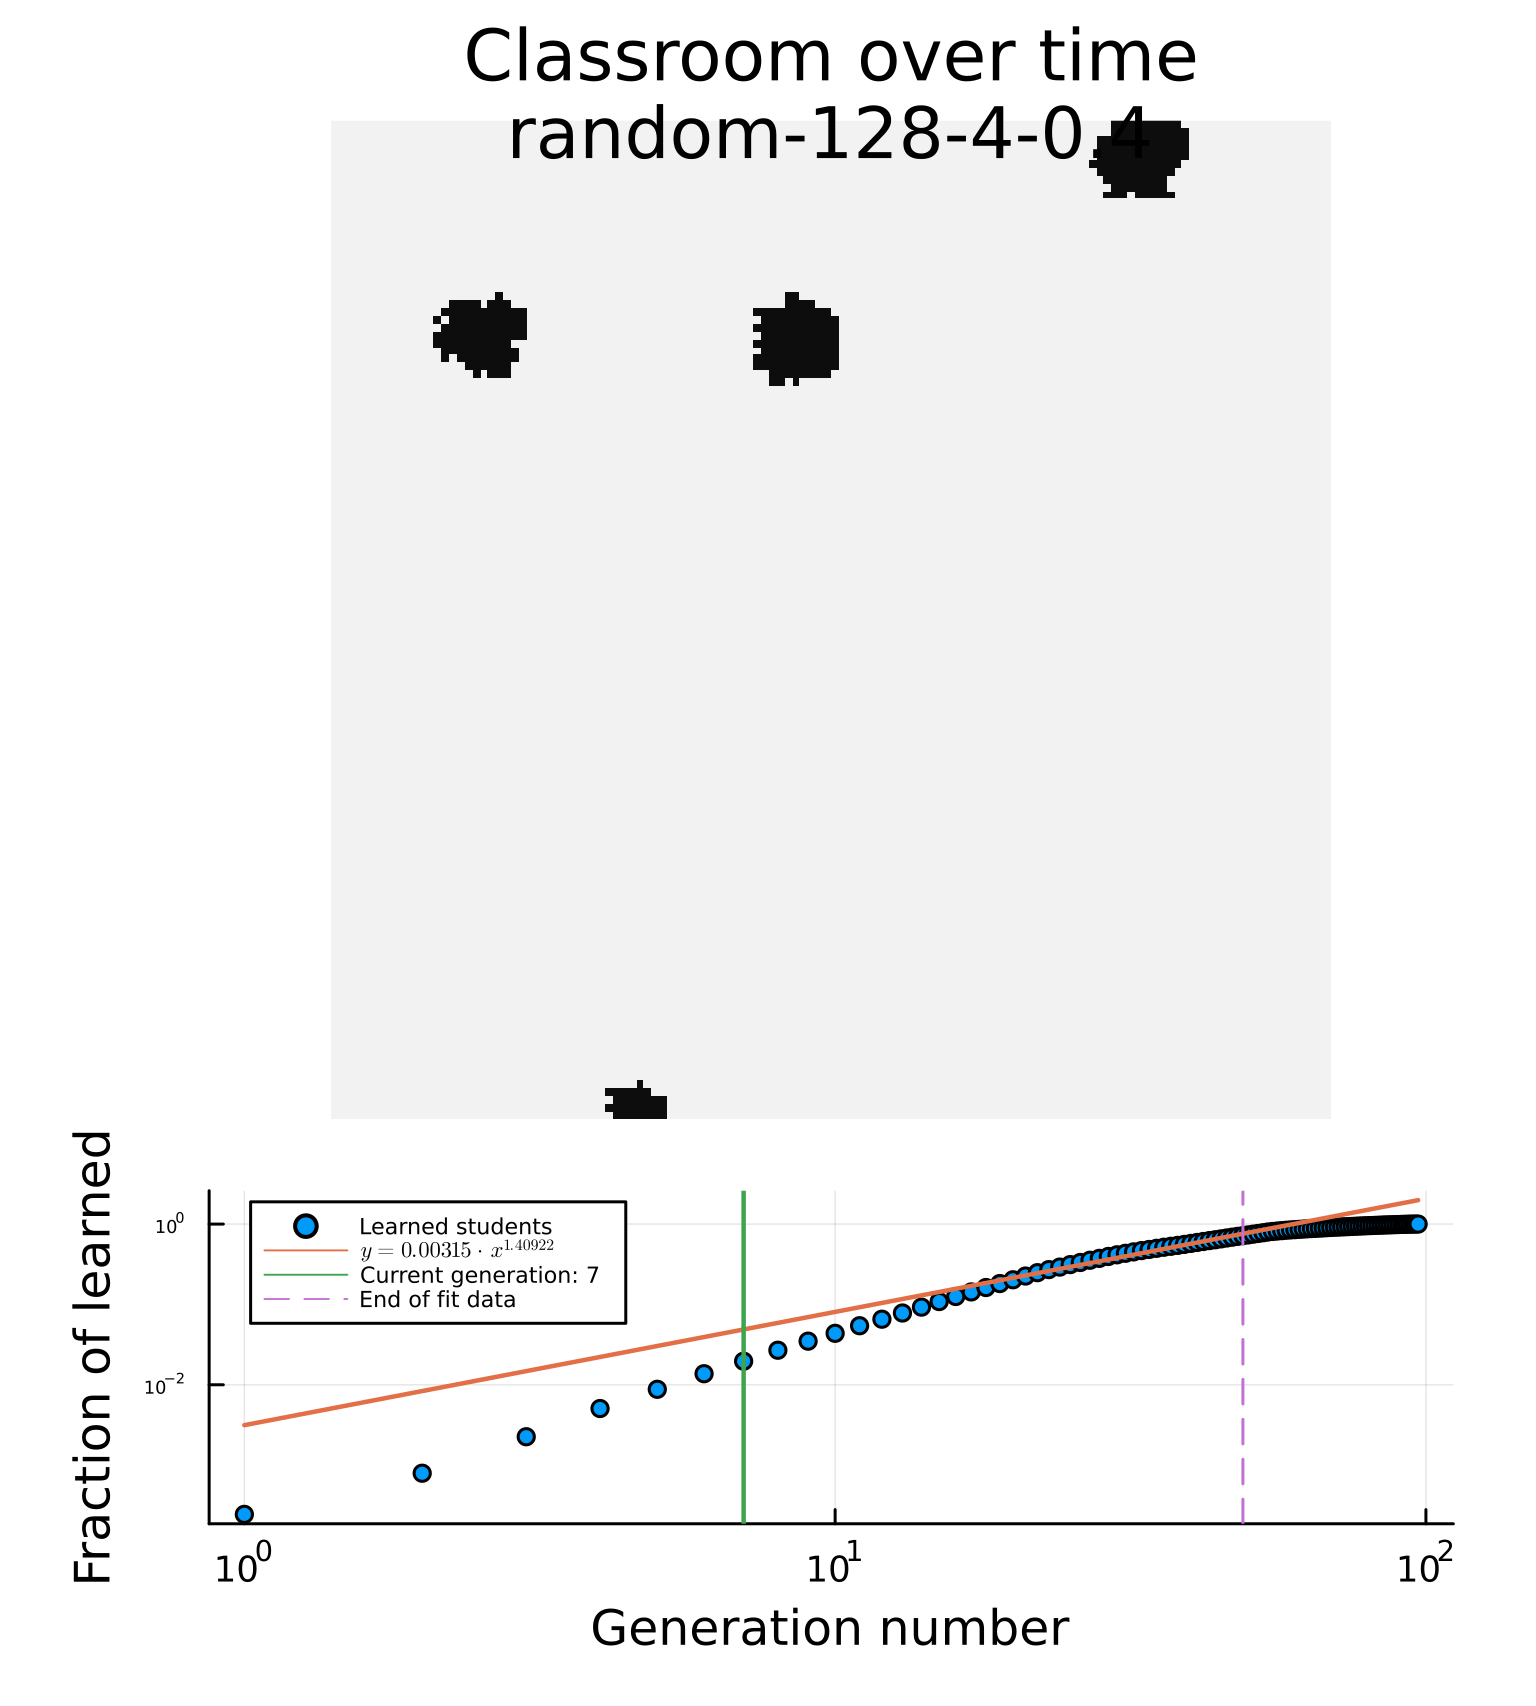 Classroom over time
random-128-4-0.4
Fraction of learned
10^0
10^-2
Learned students
y = 0.00315 · x^1.40922
Current generation: 7
End of fit data
10^0 10^1 10^2
Generation number